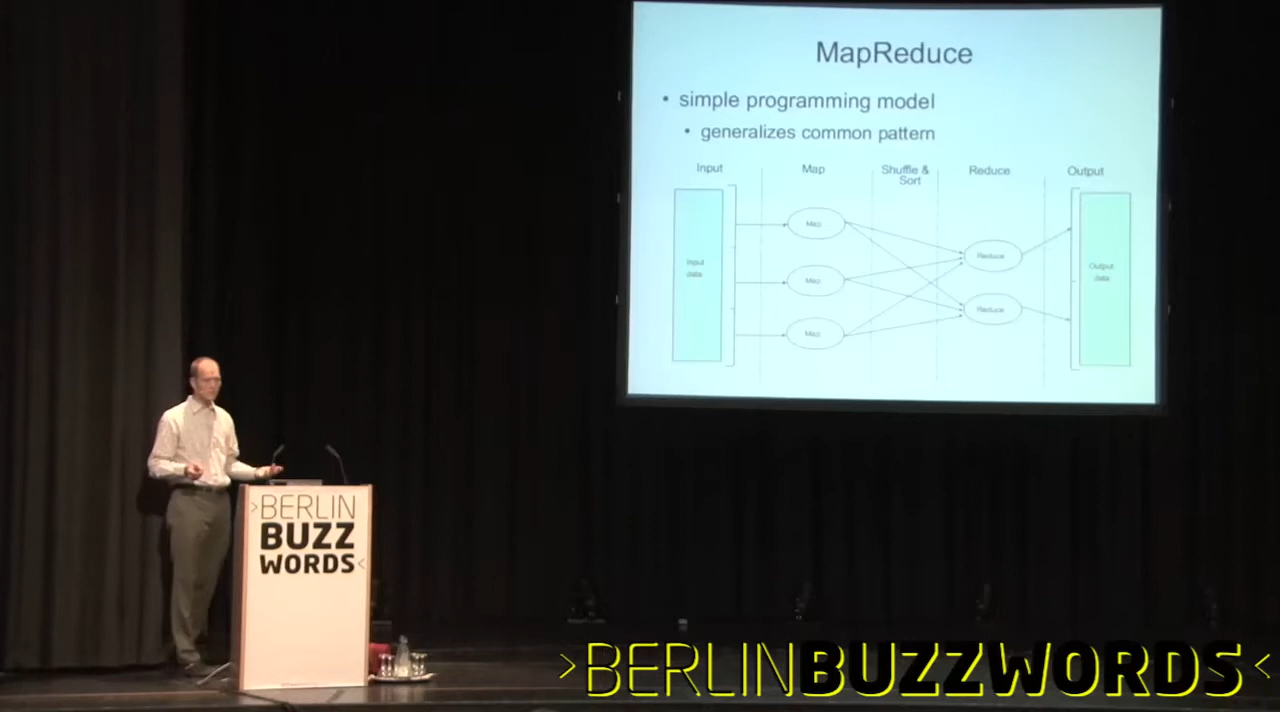 MapReduce
• simple programming model
• generalizes common pattern
Input
Map
Shuffle &
Sort
Reduce
Output
Input
data
Map
Map
Map
Reduce
Reduce
Output
data
>BERLIN
BUZZ
WORDS<
>BERLINBUZZWORDS<